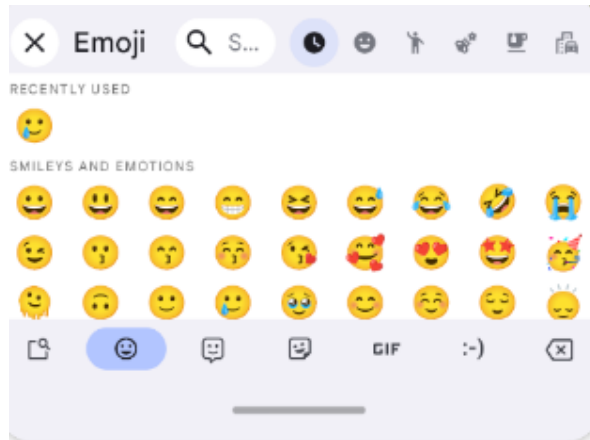 Emoji
S...
RECENTLY USED
SMILEYS AND EMOTIONS
GIF
:-)